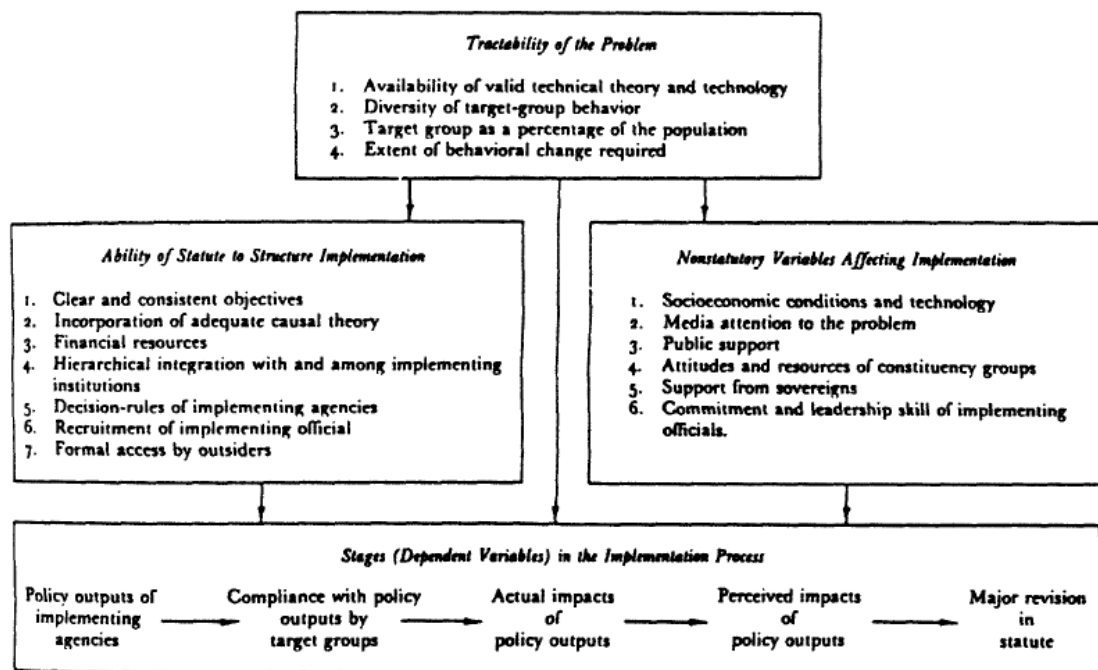 Tractability of the Problem
1. Availability of valid technical theory and technology
2. Diversity of target-group behavior
3. Target group as a percentage of the population
4. Extent of behavioral change required
Ability of Statute to Structure Implementation
1. Clear and consistent objectives
2. Incorporation of adequate causal theory
3. Financial resources
4. Hierarchical integration with and among implementing
institutions
5. Decision-rules of implementing agencies
6. Recruitment of implementing official
7. Formal access by outsiders
Nonstatutory Variables Affecting Implementation
1. Socioeconomic conditions and technology
2. Media attention to the problem
3. Public support
4. Attitudes and resources of constituency groups
5. Support from sovereigns
6. Commitment and leadership skill of implementing
officials.
Stages (Dependent Variables) in the Implementation Process
Policy outputs of
implementing
agencies
Compliance with policy
outputs by
target groups
Actual impacts
of
policy outputs
Perceived impacts
of
policy outputs
Major revision
in
statute